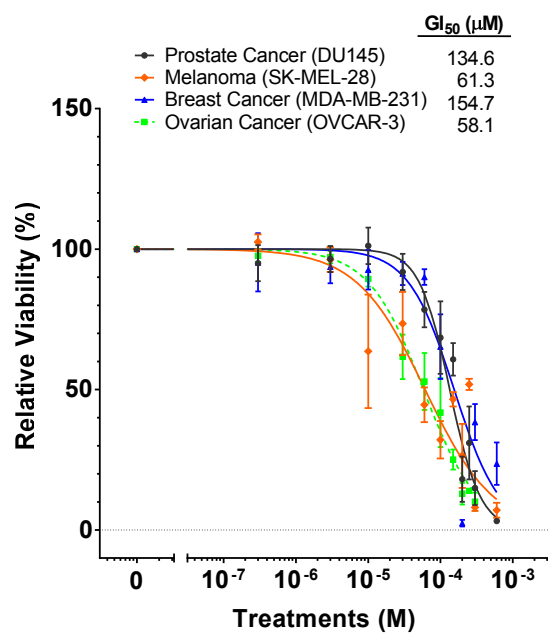 GI50 (μM)
Prostate Cancer (DU145) 134.6
Melanoma (SK-MEL-28) 61.3
Breast Cancer (MDA-MB-231) 154.7
Ovarian Cancer (OVCAR-3) 58.1
150
100
50
0
Relative Viability (%)
0 10-7 10-6 10-5 10-4 10-3
Treatments (M)